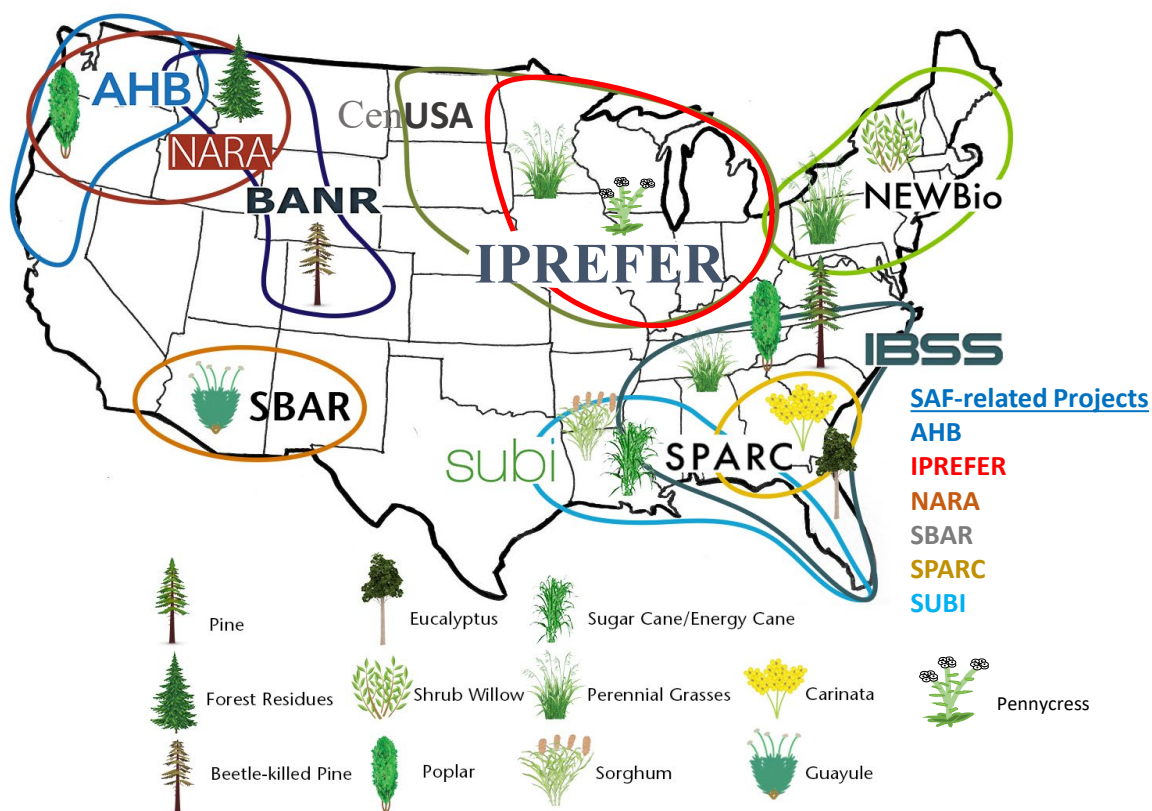 AHB
CenUSA
NARA
BANR
NEWBio
IPREFER
IBSS
SBAR
SAF-related Projects
AHB
subi
SPARC
IPREFER
NARA
SBAR
SPARC
SUBI
Pine
Eucalyptus
Sugar Cane/Energy Cane
Forest Residues
Shrub Willow
Perennial Grasses
Carinata
Pennycress
Beetle-killed Pine
Poplar
Sorghum
Guayule